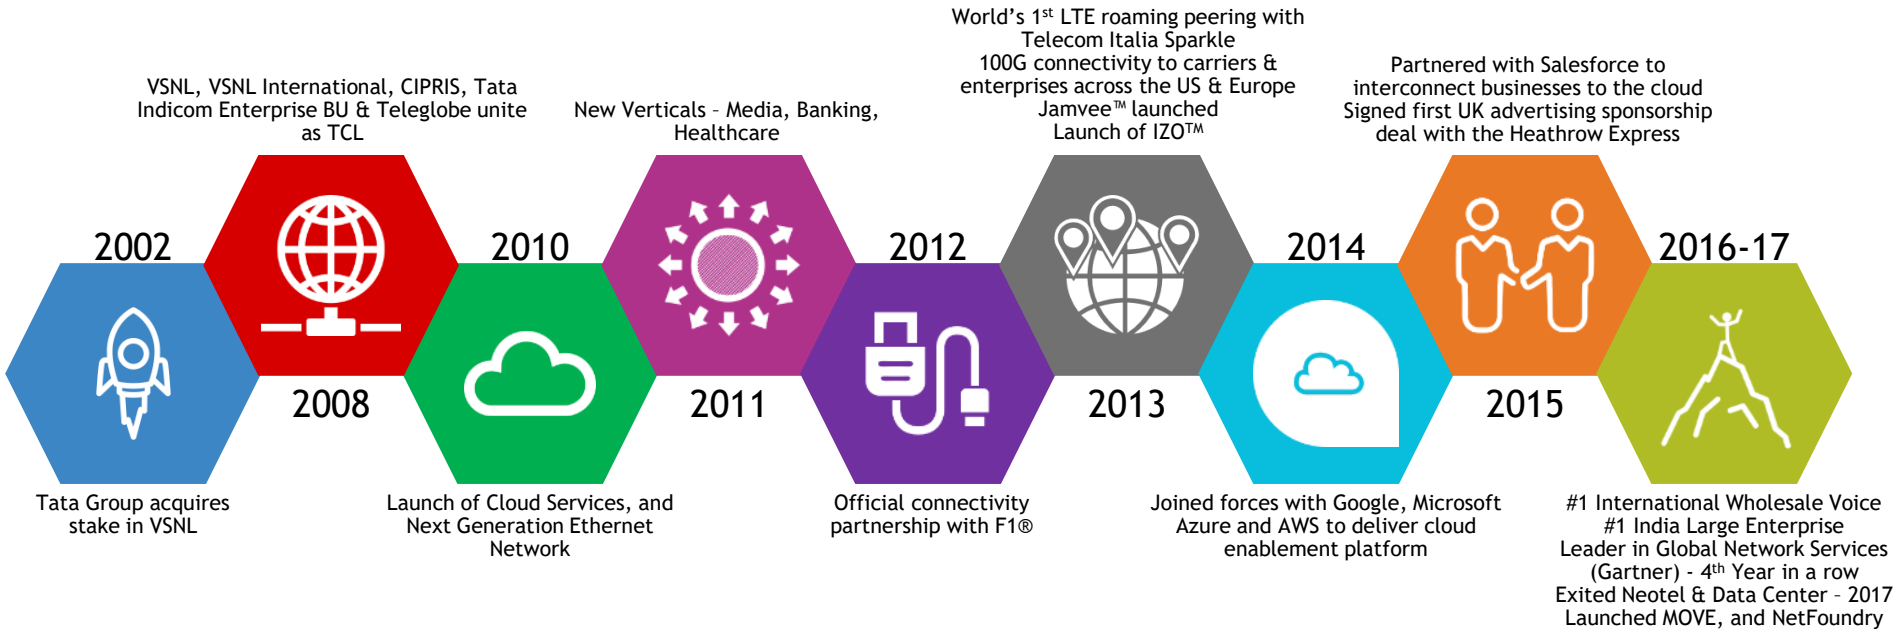 2002
Tata Group acquires
stake in VSNL
VSNL, VSNL International, CIPRIS, Tata
Indicom Enterprise BU & Teleglobe unite
as TCL
2008
2010
Launch of Cloud Services, and
Next Generation Ethernet
Network
New Verticals – Media, Banking,
Healthcare
2011
2012
Official connectivity
partnership with F1®
World's 1st LTE roaming peering with
Telecom Italia Sparkle
100G connectivity to carriers &
enterprises across the US & Europe
Jamvee™ launched
Launch of IZO™
2013
2014
Joined forces with Google, Microsoft
Azure and AWS to deliver cloud
enablement platform
Partnered with Salesforce to
interconnect businesses to the cloud
Signed first UK advertising sponsorship
deal with the Heathrow Express
2015
2016-17
#1 International Wholesale Voice
#1 India Large Enterprise
Leader in Global Network Services
(Gartner) - 4th Year in a row
Exited Neotel & Data Center – 2017
Launched MOVE, and NetFoundry